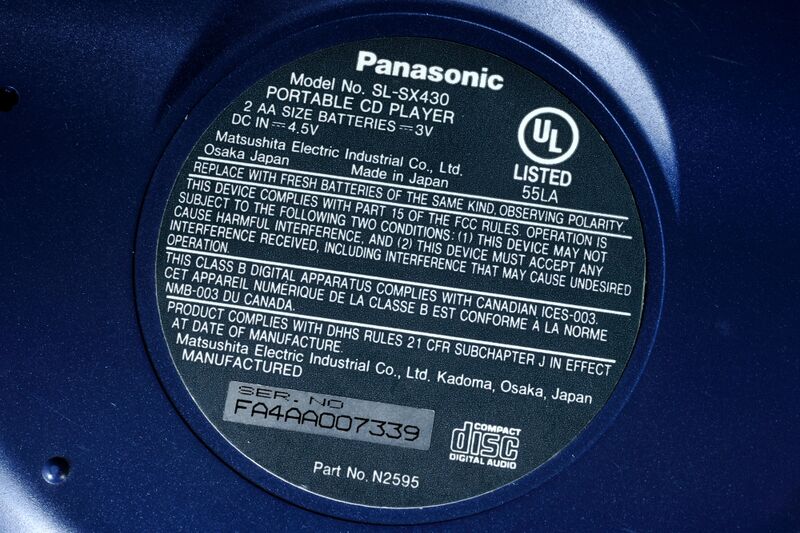 Panasonic
Model No. SL-SX430
PORTABLE CD PLAYER
2 AA SIZE BATTERIES ⎓ 3V
DC IN ⎓ 4.5V
Matsushita Electric Industrial Co., Ltd.
Osaka Japan Made in Japan
UL
LISTED
55LA
REPLACE WITH FRESH BATTERIES OF THE SAME KIND, OBSERVING POLARITY.
THIS DEVICE COMPLIES WITH PART 15 OF THE FCC RULES. OPERATION IS
SUBJECT TO THE FOLLOWING TWO CONDITIONS: (1) THIS DEVICE MAY NOT
CAUSE HARMFUL INTERFERENCE, AND (2) THIS DEVICE MUST ACCEPT ANY
INTERFERENCE RECEIVED, INCLUDING INTERFERENCE THAT MAY CAUSE UNDESIRED
OPERATION.
THIS CLASS B DIGITAL APPARATUS COMPLIES WITH CANADIAN ICES-003.
CET APPAREIL NUMÉRIQUE DE LA CLASSE B EST CONFORME À LA NORME
NMB-003 DU CANADA.
PRODUCT COMPLIES WITH DHHS RULES 21 CFR SUBCHAPTER J IN EFFECT
AT DATE OF MANUFACTURE.
Matsushita Electric Industrial Co., Ltd. Kadoma, Osaka, Japan
MANUFACTURED
SER. NO
FA4AA007339
COMPACT
disc
DIGITAL AUDIO
Part No. N2595